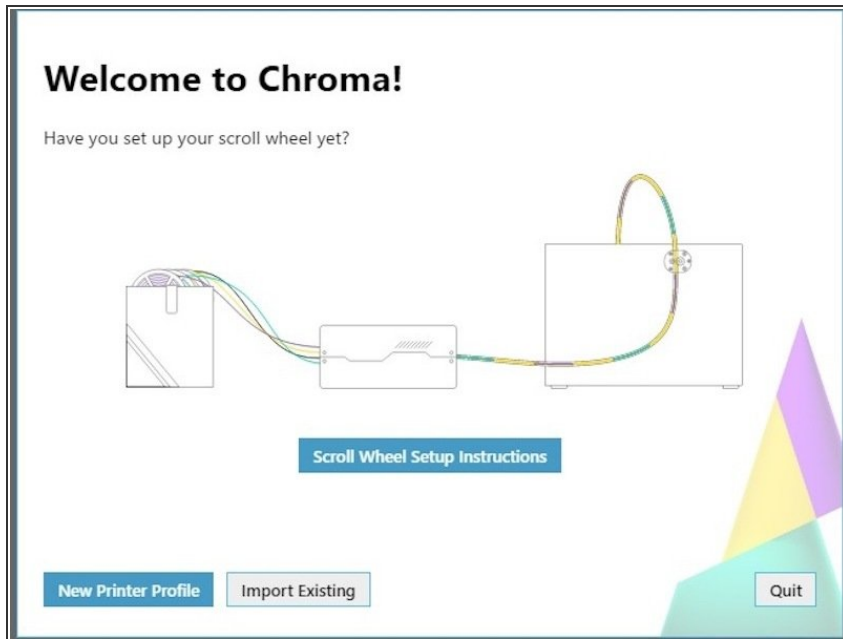 Welcome to Chroma!
Have you set up your scroll wheel yet?
Scroll Wheel Setup Instructions
New Printer Profile
Import Existing
Quit